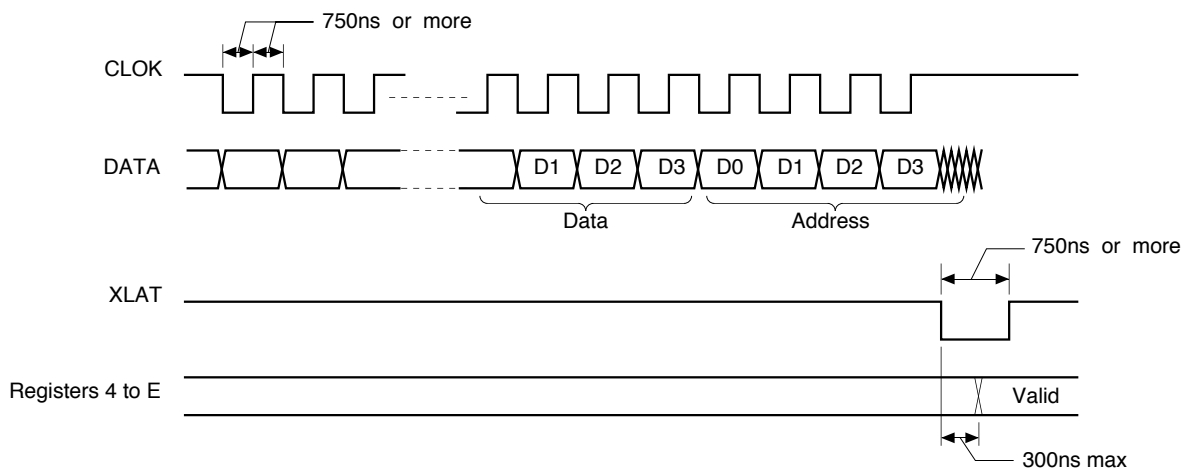 750ns or more
CLOK
DATA
D1 D2 D3 D0 D1 D2 D3
Data Address
750ns or more
XLAT
Registers 4 to E
Valid
300ns max